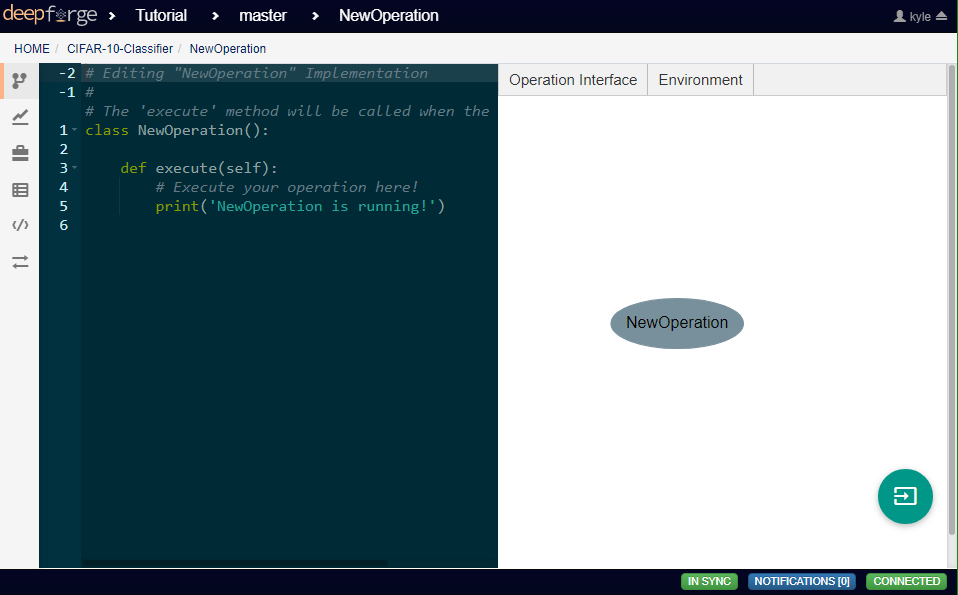 deepforge > Tutorial > master > NewOperation kyle
HOME / CIFAR-10-Classifier / NewOperation
Operation Interface Environment
-2 # Editing "NewOperation" Implementation
-1 #
# The 'execute' method will be called when the
1 class NewOperation():
2
3 def execute(self):
4 # Execute your operation here!
5 print('NewOperation is running!')
6
NewOperation
IN SYNC NOTIFICATIONS [0] CONNECTED